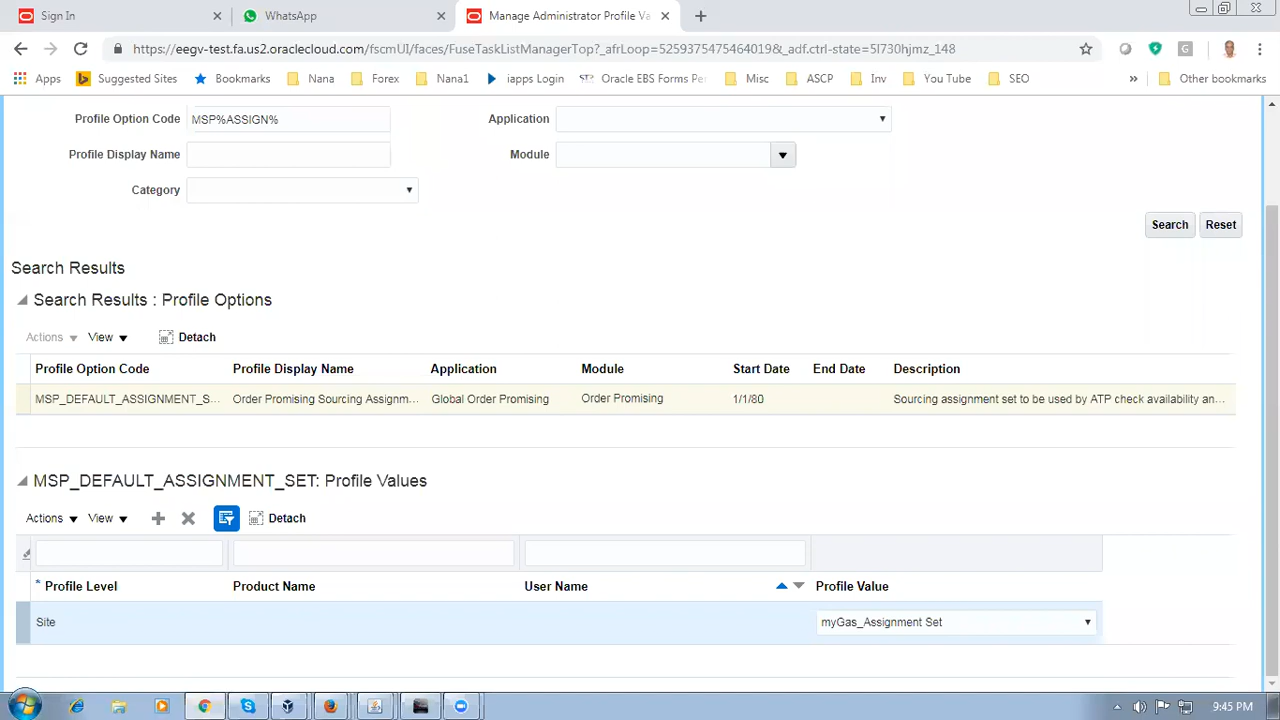 Sign In
WhatsApp
Manage Administrator Profile Va
https://eegv-test.fa.us2.oraclecloud.com/fscmUI/faces/FuseTaskListManagerTop?_afrLoop=5259375475464019&_adf.ctrl-state=5l730hjmz_148
Apps Suggested Sites Bookmarks Nana Forex Nana1 iapps Login Oracle EBS Forms Pe Misc ASCP Inv You Tube SEO » Other bookmarks
Profile Option Code MSP%ASSIGN% Application
Profile Display Name Module
Category
Search Reset
Search Results
Search Results : Profile Options
Actions View Detach
Profile Option Code Profile Display Name Application Module Start Date End Date Description
MSP_DEFAULT_ASSIGNMENT_S... Order Promising Sourcing Assignm... Global Order Promising Order Promising 1/1/80 Sourcing assignment set to be used by ATP check availability an...
MSP_DEFAULT_ASSIGNMENT_SET: Profile Values
Actions View Detach
* Profile Level Product Name User Name Profile Value
Site myGas_Assignment Set
9:45 PM